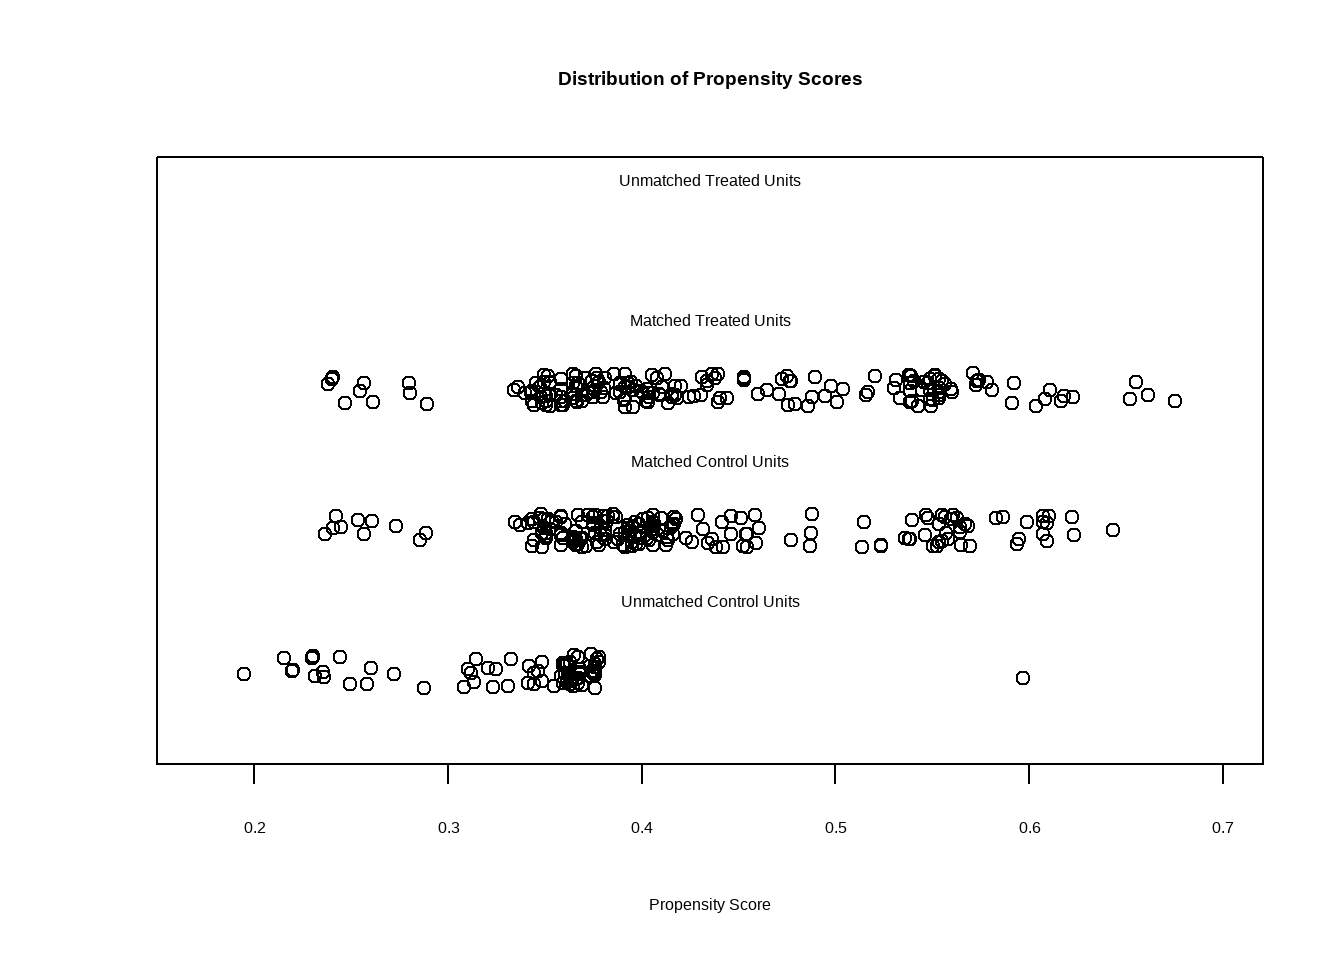 Distribution of Propensity Scores
Unmatched Treated Units
Matched Treated Units
Matched Control Units
Unmatched Control Units
0.2 0.3 0.4 0.5 0.6 0.7
Propensity Score